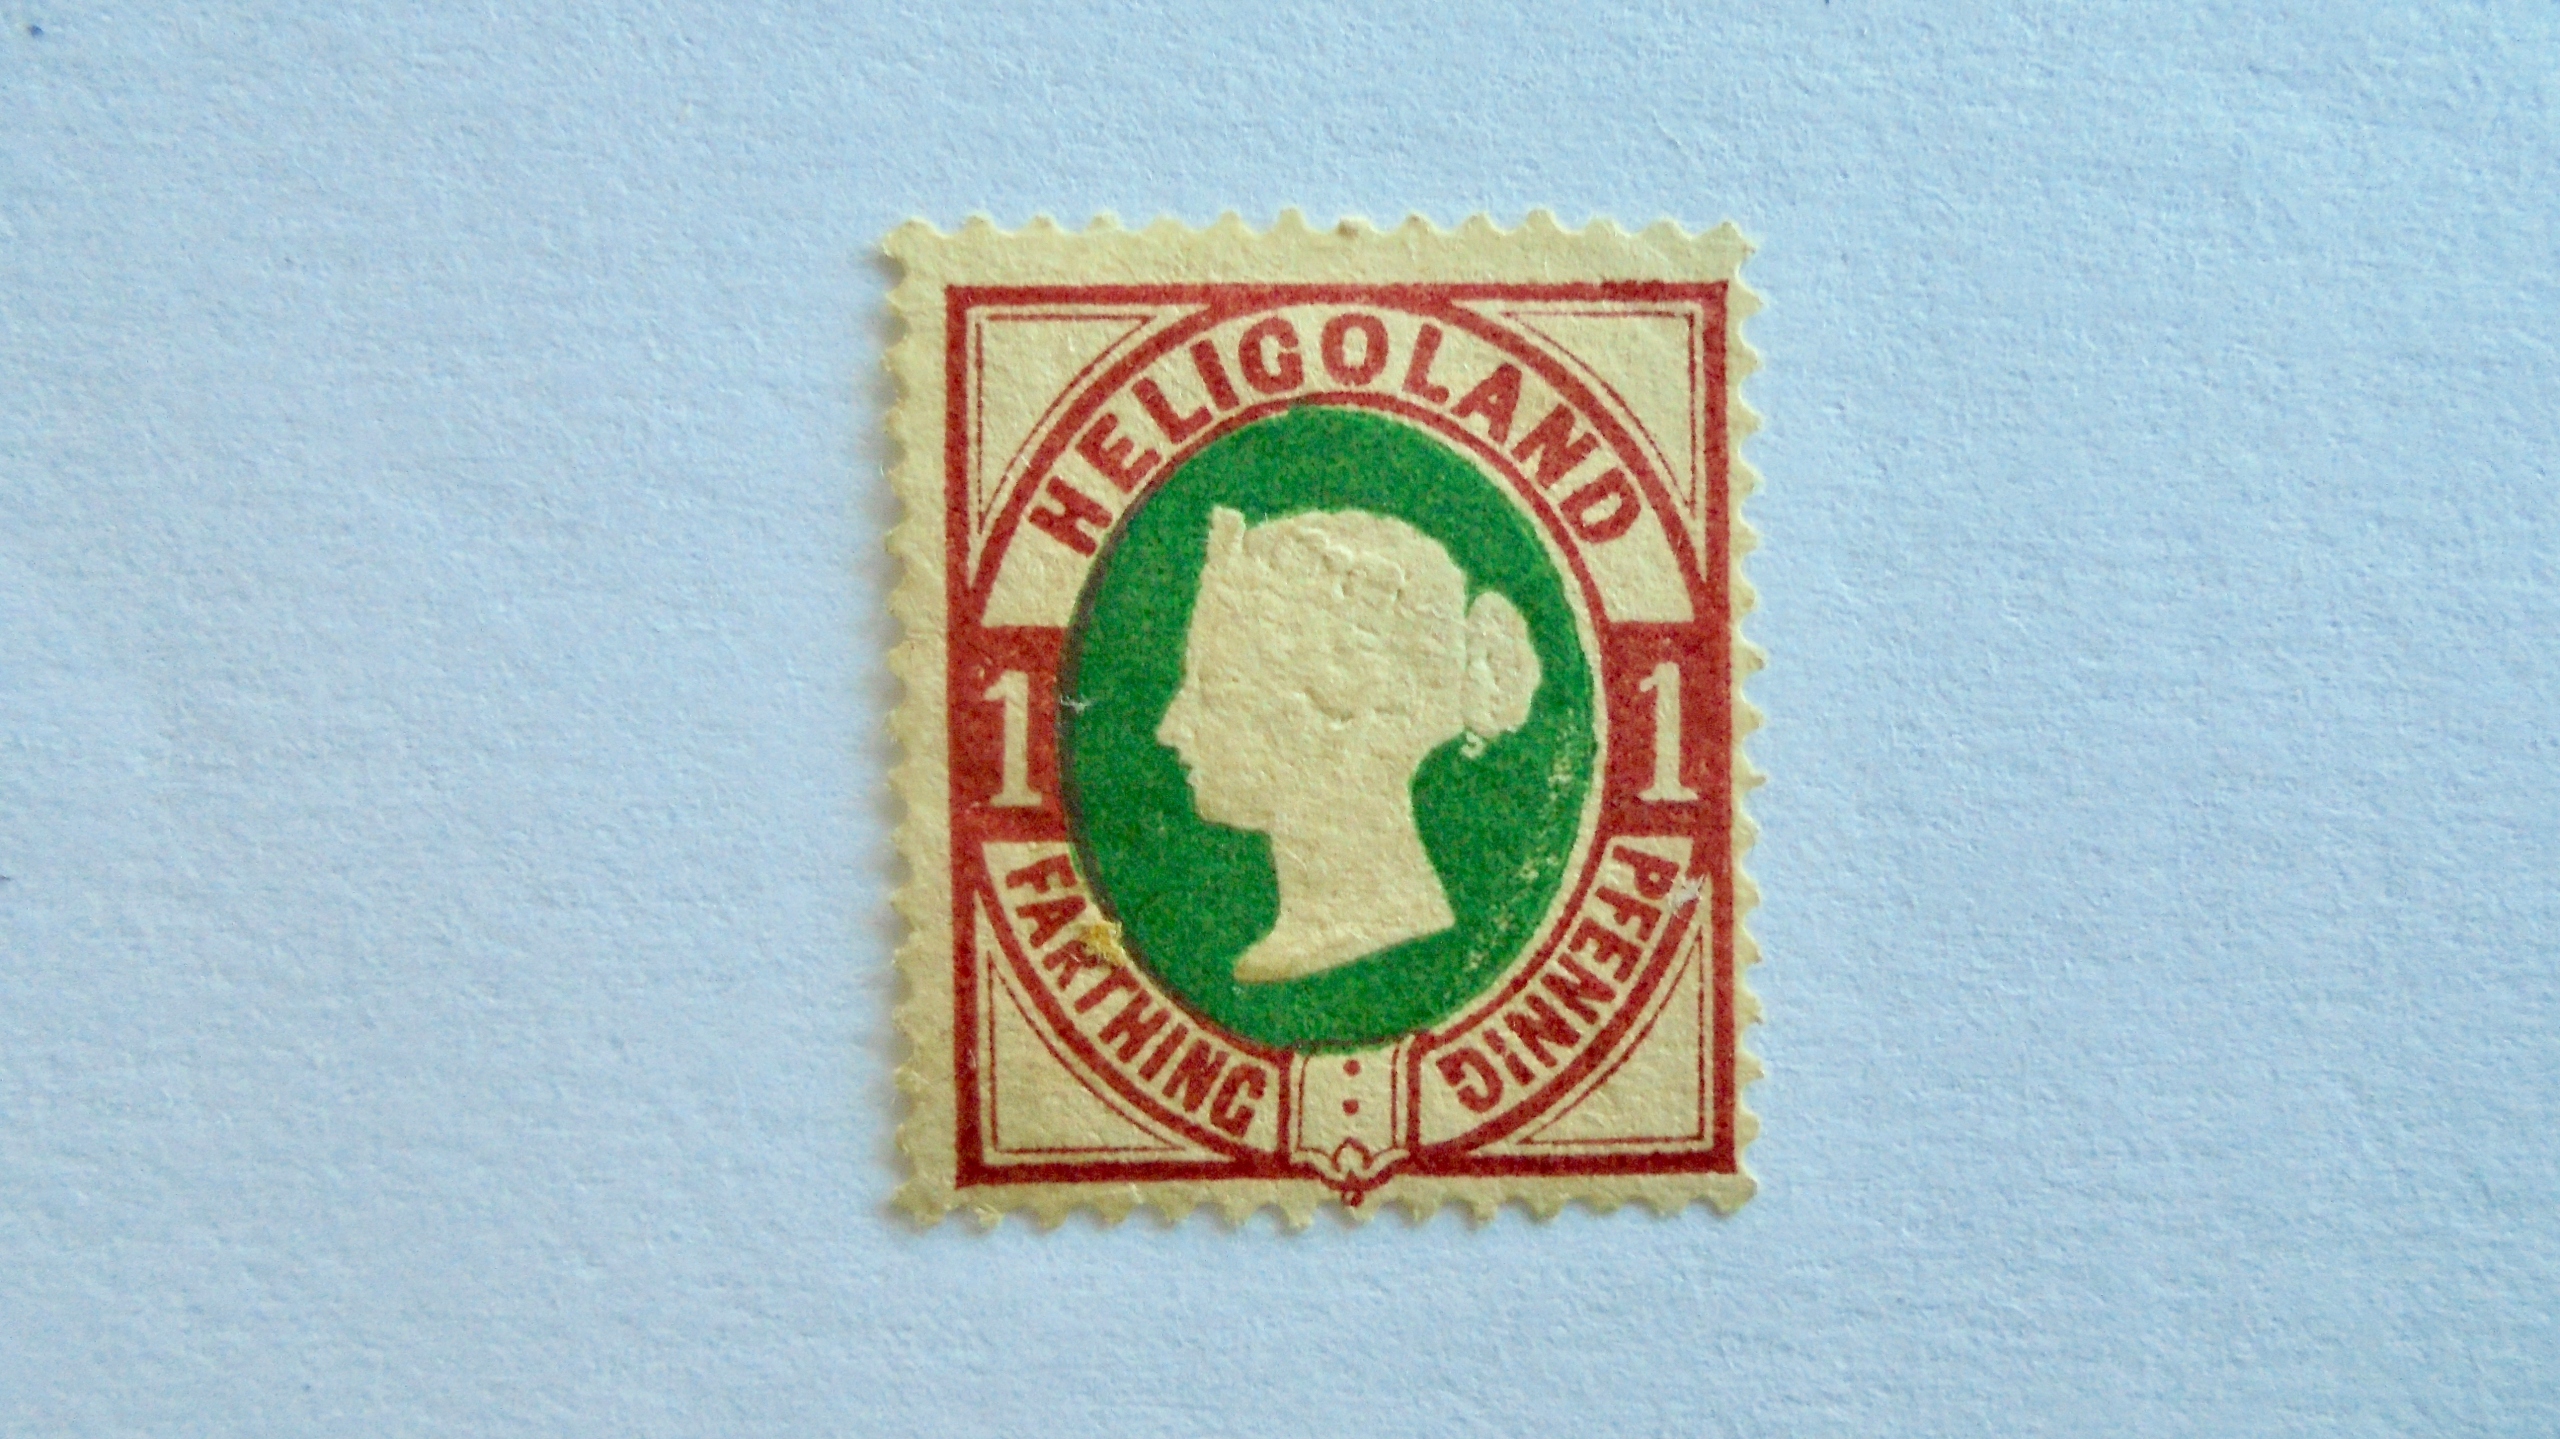 HELIGOLAND
1 1
FARTHING PFENNIG